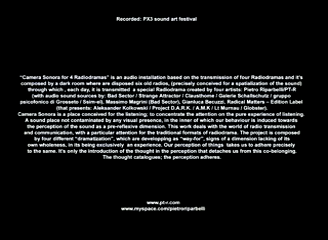 Recorded: PX3 sound art festival
"Camera Sonora for 4 Radiodramas" is an audio installation based on the transmission of four Radiodramas and it's
composed by a dark room where are disposed six old radios, (precisely conceived for a spatialization of the sound)
through which , each day, it is transmitted a special Radiodrama created by four artists: Pietro Riparbelli/PT-R
(with audio sound sources by: Bad Sector / Strange Attractor / Clausthome / Galerie Schallschutz / gruppo
psicofonico di Grosseto / Ssim-el), Massimo Magrini (Bad Sector), Gianluca Becuzzi, Radical Matters – Edition Label
(that presents: Aleksander Kolkowski / Project D.A.R.K. / A.M.K / Lt Murnau / Globster).
Camera Sonora is a place conceived for the listening, to concentrate the attention on the pure experience of listening.
A sound place not contaminated by any visual presence, in the inner of which our behaviour is induced towards
the perception of the sound as a pre-reflexive dimension. This work deals with the world of radio transmission
and communication, with a particular attention for the traditional formats of radiodrama. The project is composed
by four different "dramatization", which are developping as "way-for", signs of a dimension lacking of its
own wholeness, in its being exclusively an experience. Our perception of things takes us to adhere precisely
to the same. It's only the introduction of the thought in the perception that detaches us from this co-belonging.
The thought catalogues; the perception adheres.
www.ptvr.com
www.myspace.com/pietroriparbelli